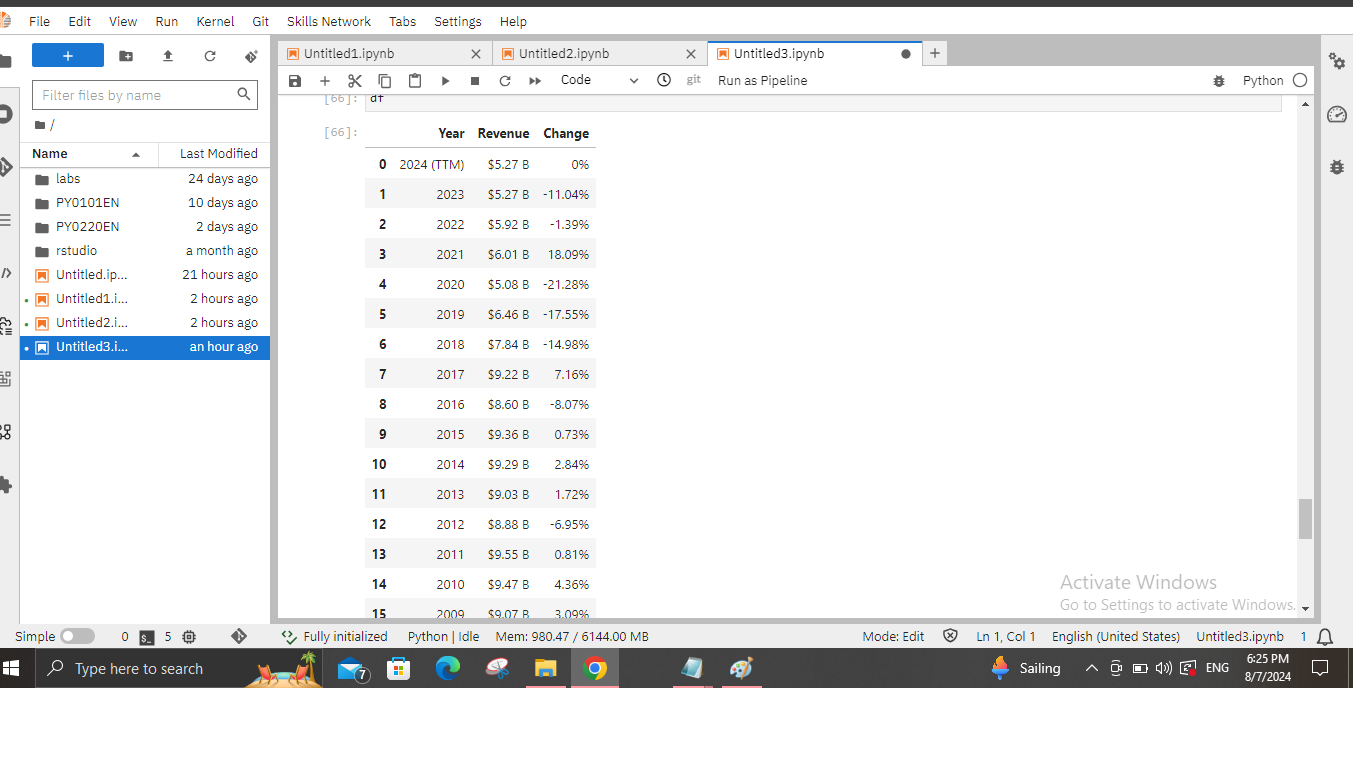 File Edit View Run Kernel Git Skills Network Tabs Settings Help
+
Filter files by name
/
Name Last Modified
labs 24 days ago
PY0101EN 10 days ago
PY0220EN 2 days ago
rstudio a month ago
Untitled.ip... 21 hours ago
Untitled1.i... 2 hours ago
Untitled2.i... 2 hours ago
Untitled3.i... an hour ago
Untitled1.ipynb Untitled2.ipynb Untitled3.ipynb +
Code git Run as Pipeline Python
[66]: df
[66]:
Year Revenue Change
0 2024 (TTM) $5.27 B 0%
1 2023 $5.27 B -11.04%
2 2022 $5.92 B -1.39%
3 2021 $6.01 B 18.09%
4 2020 $5.08 B -21.28%
5 2019 $6.46 B -17.55%
6 2018 $7.84 B -14.98%
7 2017 $9.22 B 7.16%
8 2016 $8.60 B -8.07%
9 2015 $9.36 B 0.73%
10 2014 $9.29 B 2.84%
11 2013 $9.03 B 1.72%
12 2012 $8.88 B -6.95%
13 2011 $9.55 B 0.81%
14 2010 $9.47 B 4.36%
15 2009 $9.07 B 3.09%
Activate Windows
Go to Settings to activate Windows.
Simple 0 $_ 5 Fully initialized Python | Idle Mem: 980.47 / 6144.00 MB Mode: Edit Ln 1, Col 1 English (United States) Untitled3.ipynb 1
Type here to search 7 Sailing ENG 6:25 PM
8/7/2024